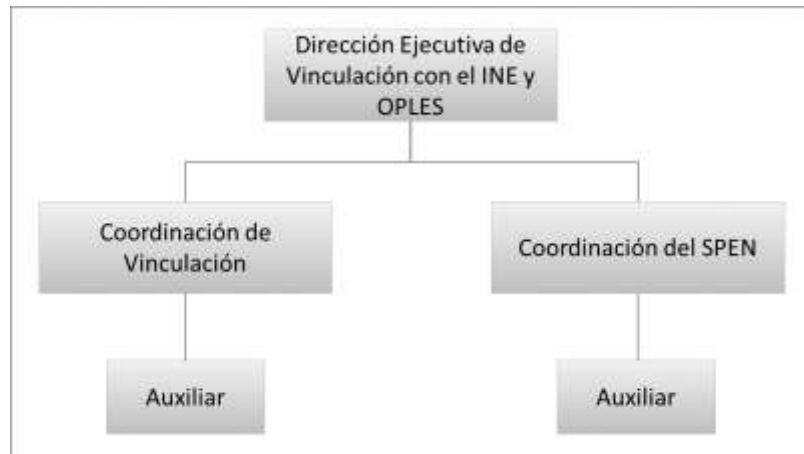 Dirección Ejecutiva de
Vinculación con el INE y
OPLES
Coordinación de
Vinculación
Coordinación del SPEN
Auxiliar
Auxiliar